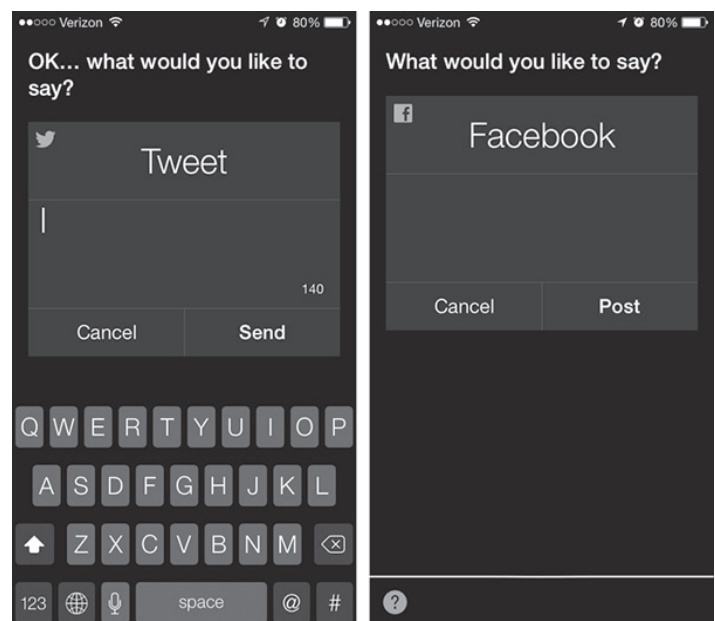 Verizon 80%
OK… what would you like to
say?
Tweet
140
Cancel Send
Q W E R T Y U I O P
A S D F G H J K L
Z X C V B N M
123 space @ #
Verizon 80%
What would you like to say?
f
Facebook
Cancel Post
?